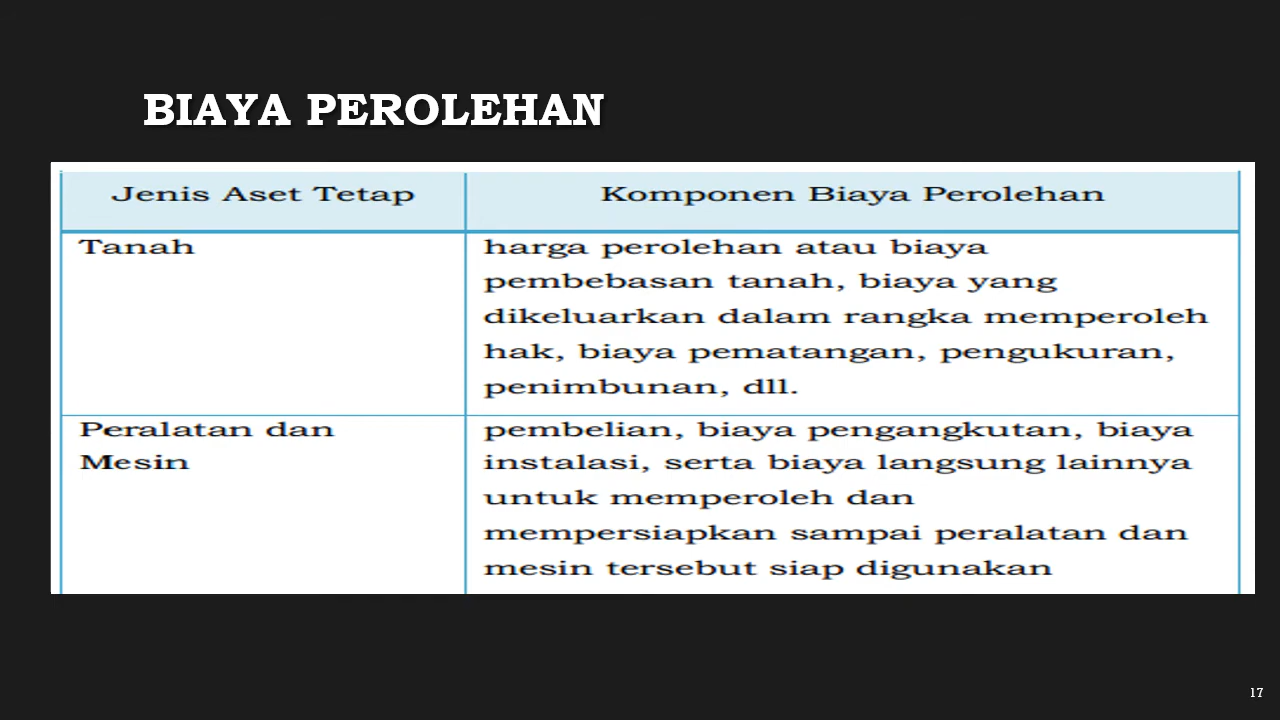 BIAYA PEROLEHAN
Jenis Aset Tetap
Komponen Biaya Perolehan
Tanah
harga perolehan atau biaya
pembebasan tanah, biaya yang
dikeluarkan dalam rangka memperoleh
hak, biaya pematangan, pengukuran,
penimbunan, dll.
Peralatan dan
Mesin
pembelian, biaya pengangkutan, biaya
instalasi, serta biaya langsung lainnya
untuk memperoleh dan
mempersiapkan sampai peralatan dan
mesin tersebut siap digunakan
17